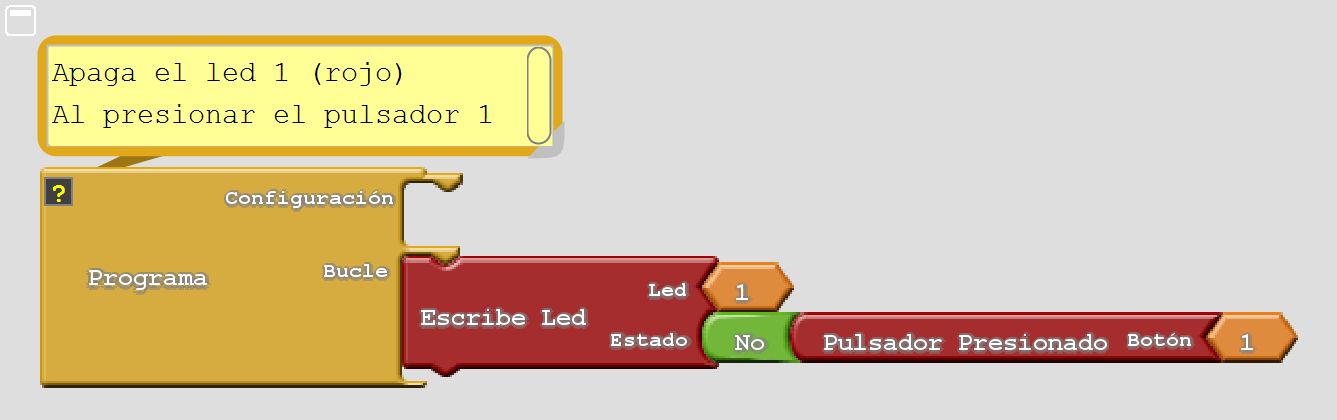 Apaga el led 1 (rojo)
Al presionar el pulsador 1
?
Configuración
Programa
Bucle
Escribe Led
Led
1
Estado
No
Pulsador Presionado
Botón
1